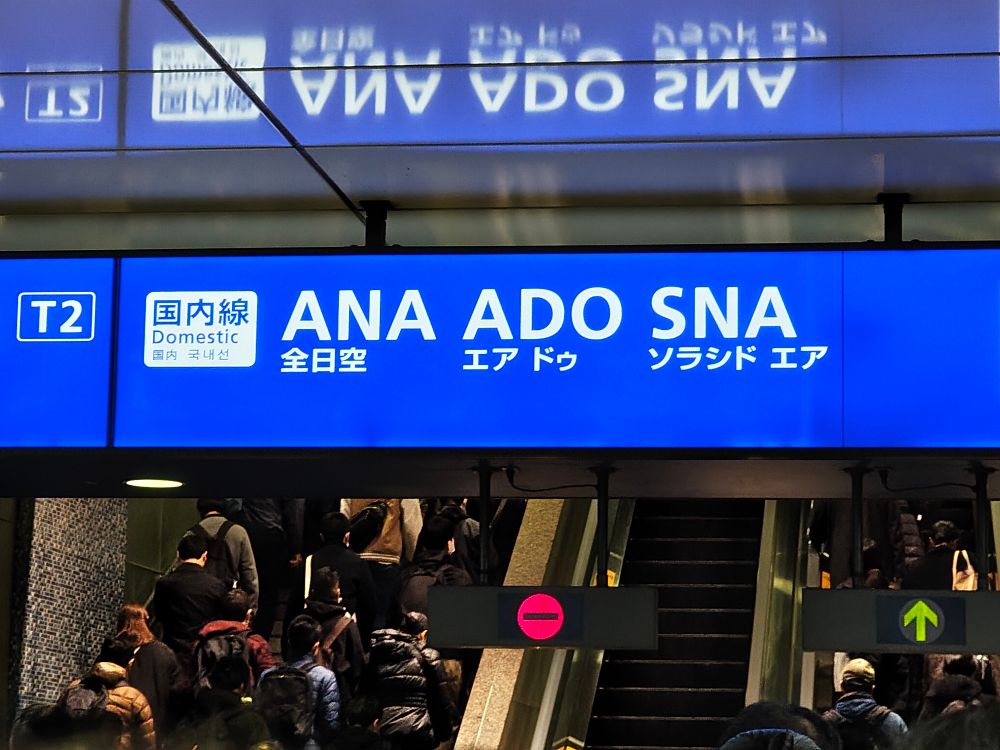 T2
国内線
Domestic
国内 국내선
ANA ADO SNA
全日空 エア ドゥ ソラシド エア